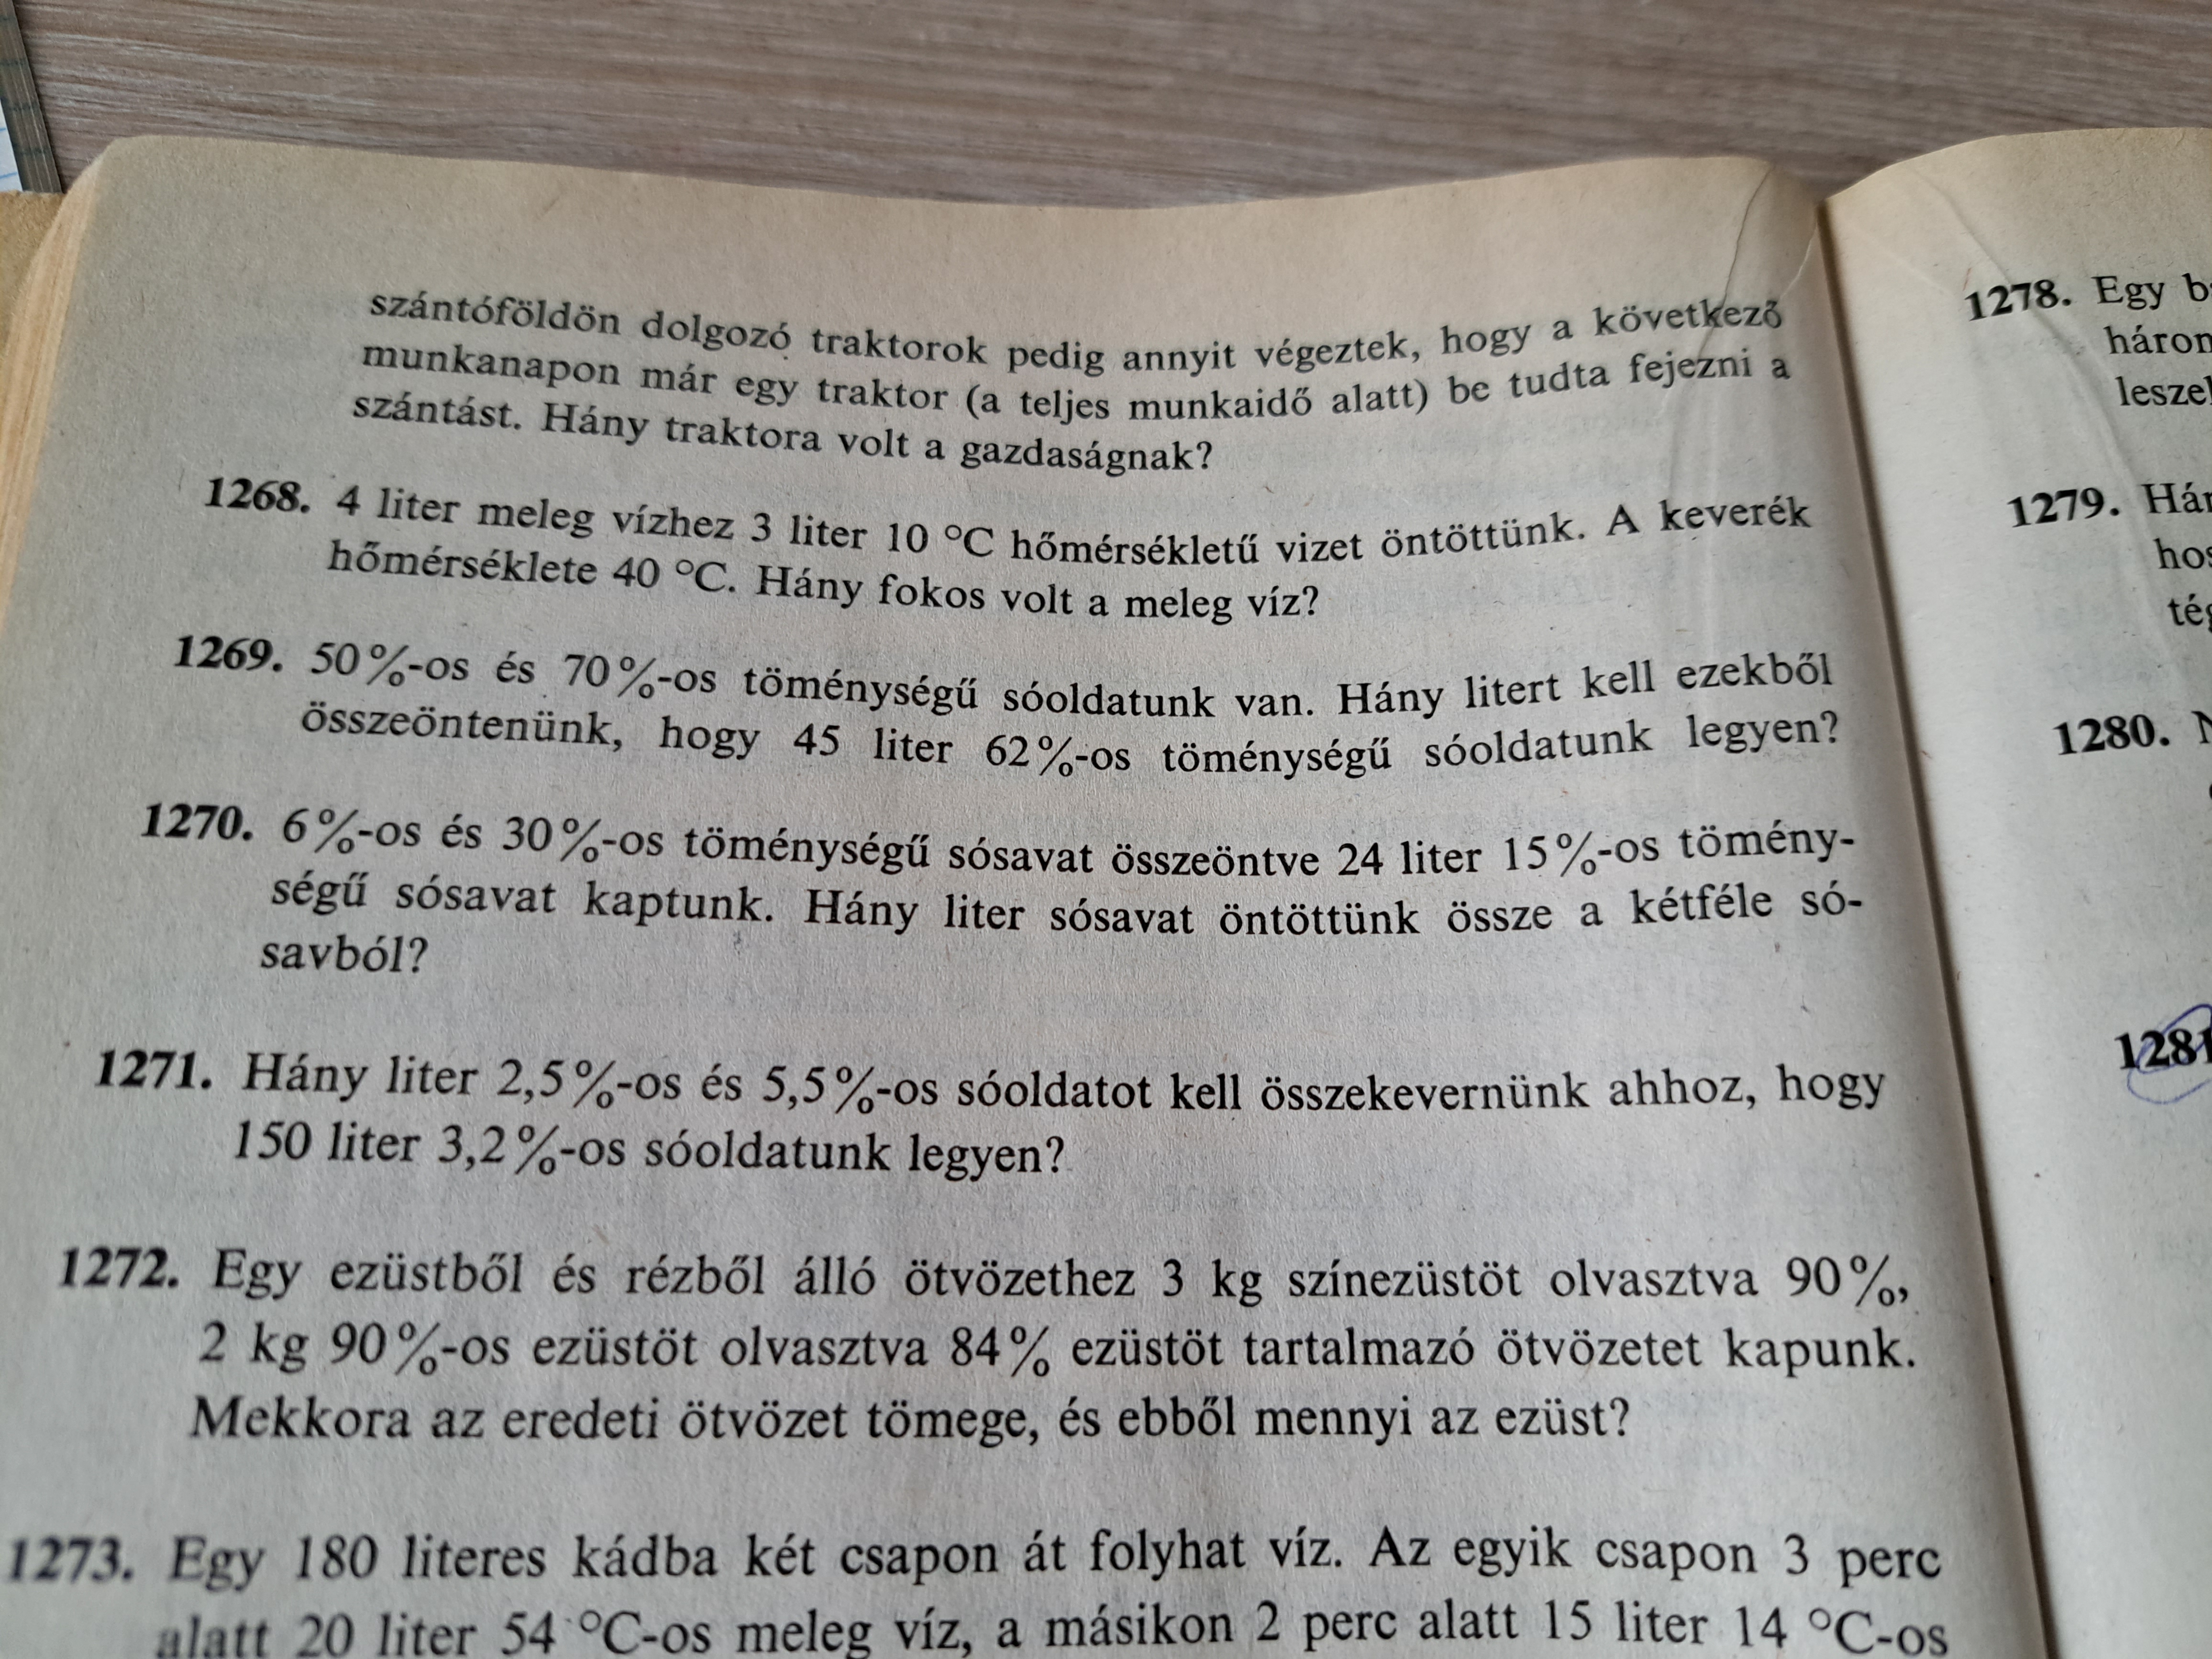 szántóföldön dolgozó traktorok pedig annyit végeztek, hogy a következő
munkanapon már egy traktor (a teljes munkaidő alatt) be tudta fejezni a
szántást. Hány traktora volt a gazdaságnak?
1268. 4 liter meleg vízhez 3 liter 10 °C hőmérsékletű vizet öntöttünk. A keverék
hőmérséklete 40 °C. Hány fokos volt a meleg víz?
1269. 50%-os és 70%-os töménységű sóoldatunk van. Hány litert kell ezekből
összeöntenünk, hogy 45 liter 62%-os töménységű sóoldatunk legyen?
1270. 6%-os és 30%-os töménységű sósavat összeöntve 24 liter 15%-os tömény-
ségű sósavat kaptunk. Hány liter sósavat öntöttünk össze a kétféle só-
savból?
1271. Hány liter 2,5%-os és 5,5%-os sóoldatot kell összekevernünk ahhoz, hogy
150 liter 3,2%-os sóoldatunk legyen?
1272. Egy ezüstből és rézből álló ötvözethez 3 kg színezüstöt olvasztva 90%,
2 kg 90%-os ezüstöt olvasztva 84% ezüstöt tartalmazó ötvözetet kapunk.
Mekkora az eredeti ötvözet tömege, és ebből mennyi az ezüst?
1273. Egy 180 literes kádba két csapon át folyhat víz. Az egyik csapon 3 perc
alatt 20 liter 54 °C-os meleg víz, a másikon 2 perc alatt 15 liter 14 °C-os
1278. Egy
1279.
1280.
1281